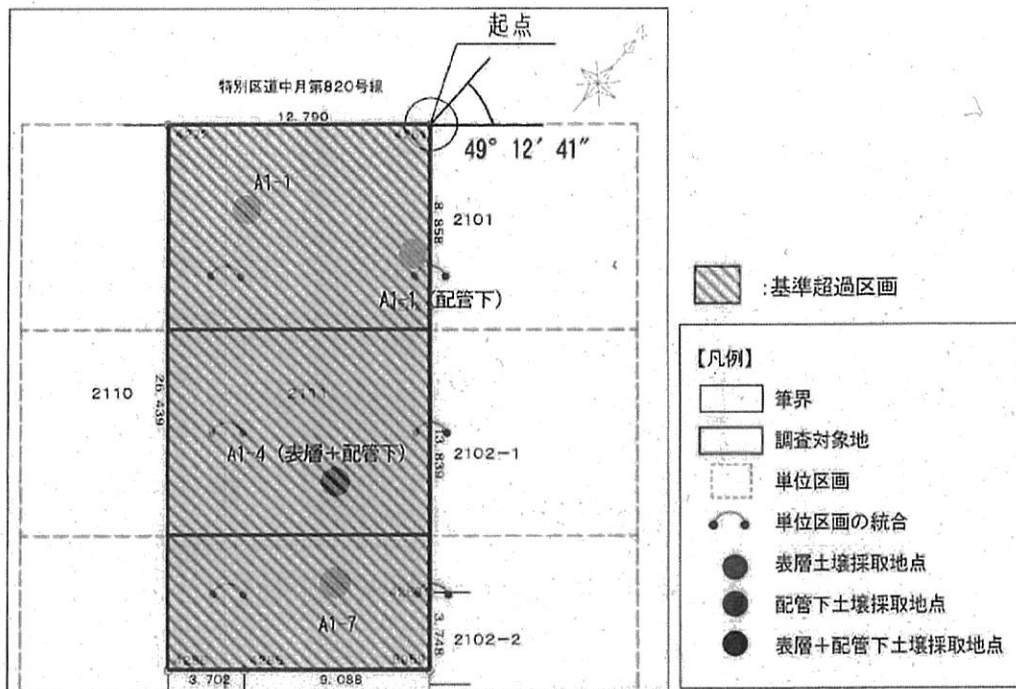 起点
特別区道中月第820号線
12.790
49° 12′ 41″
A1-1
8.858
2101
A1-1（配管下）
:基準超過区画
2110
26.439
A1-4（表層＋配管下）
13.839
2102-1
A1-7
3.748
2102-2
3.702
9.088
【凡例】
筆界
調査対象地
単位区画
単位区画の統合
表層土壌採取地点
配管下土壌採取地点
表層＋配管下土壌採取地点